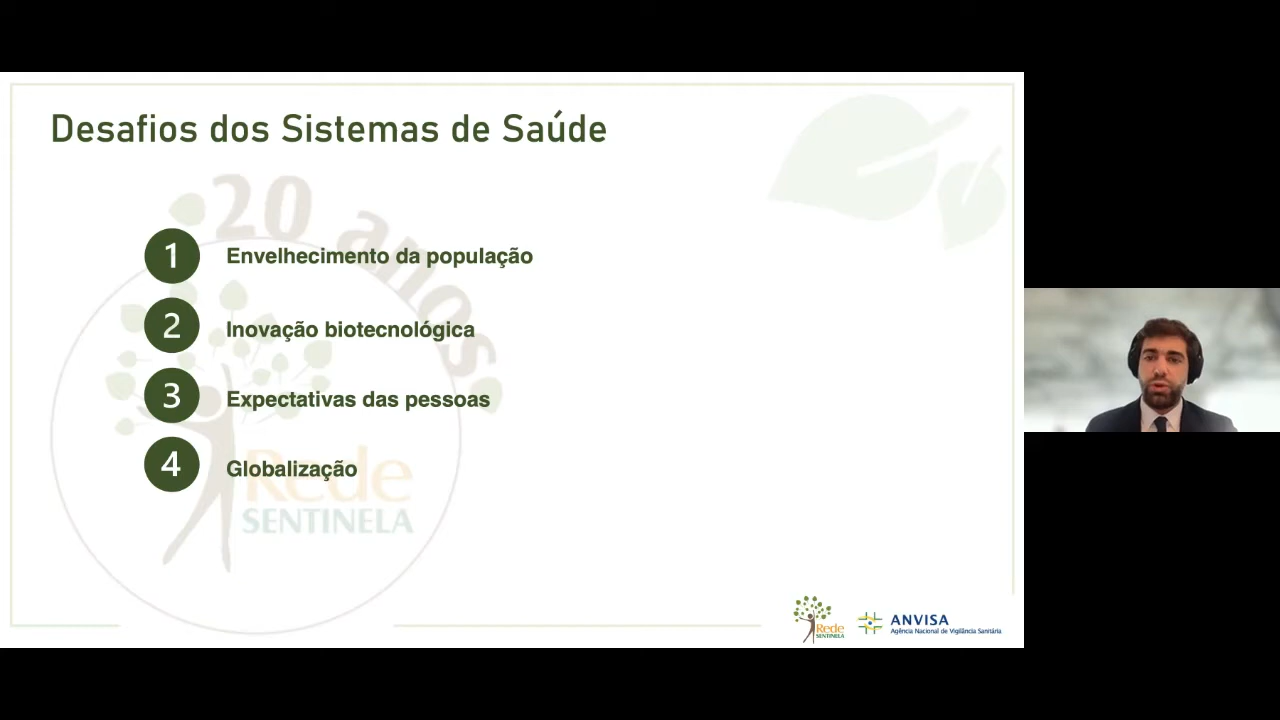 Desafios dos Sistemas de Saúde
20 anos
1 Envelhecimento da população
2 Inovação biotecnológica
3 Expectativas das pessoas
4 Globalização
Rede
SENTINELA
Rede
SENTINELA
ANVISA
Agência Nacional de Vigilância Sanitária